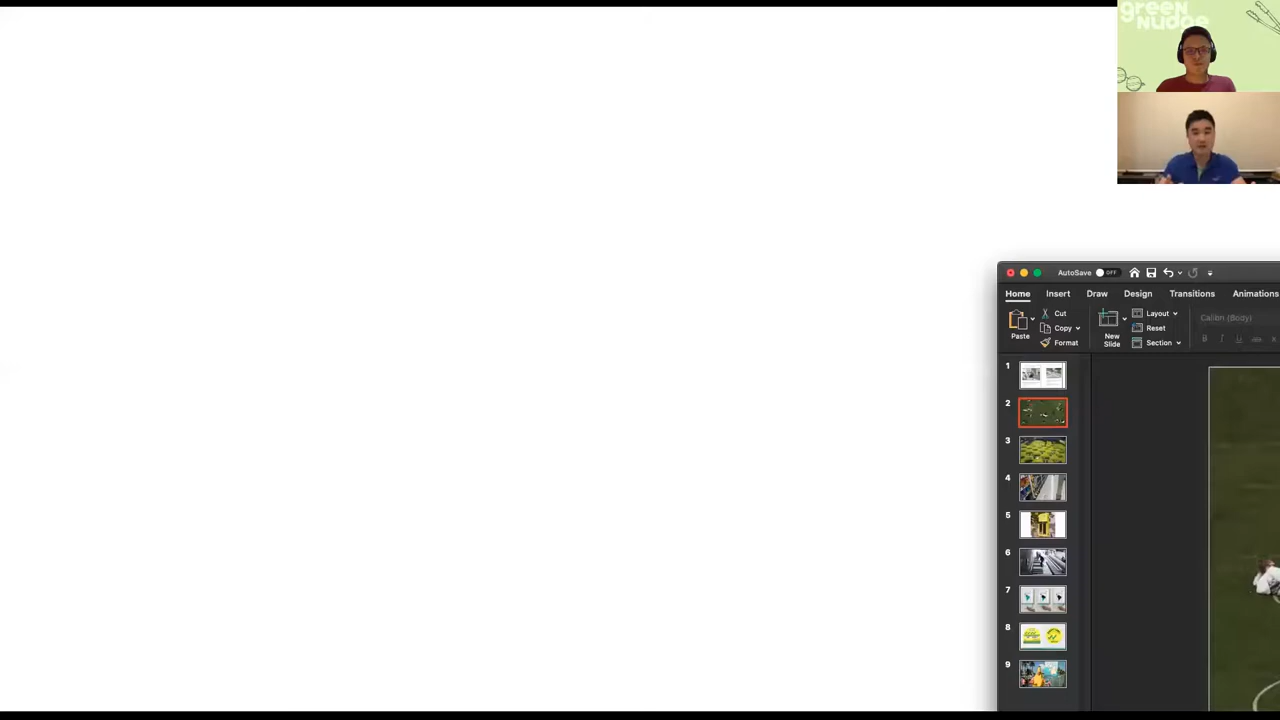 green
nudge
AutoSave OFF
Home Insert Draw Design Transitions Animations
Paste
Cut
Copy
Format
New
Slide
Layout
Reset
Section
Calibri (Body)
B I U abc X
1
2
3
4
5
6
7
8
9